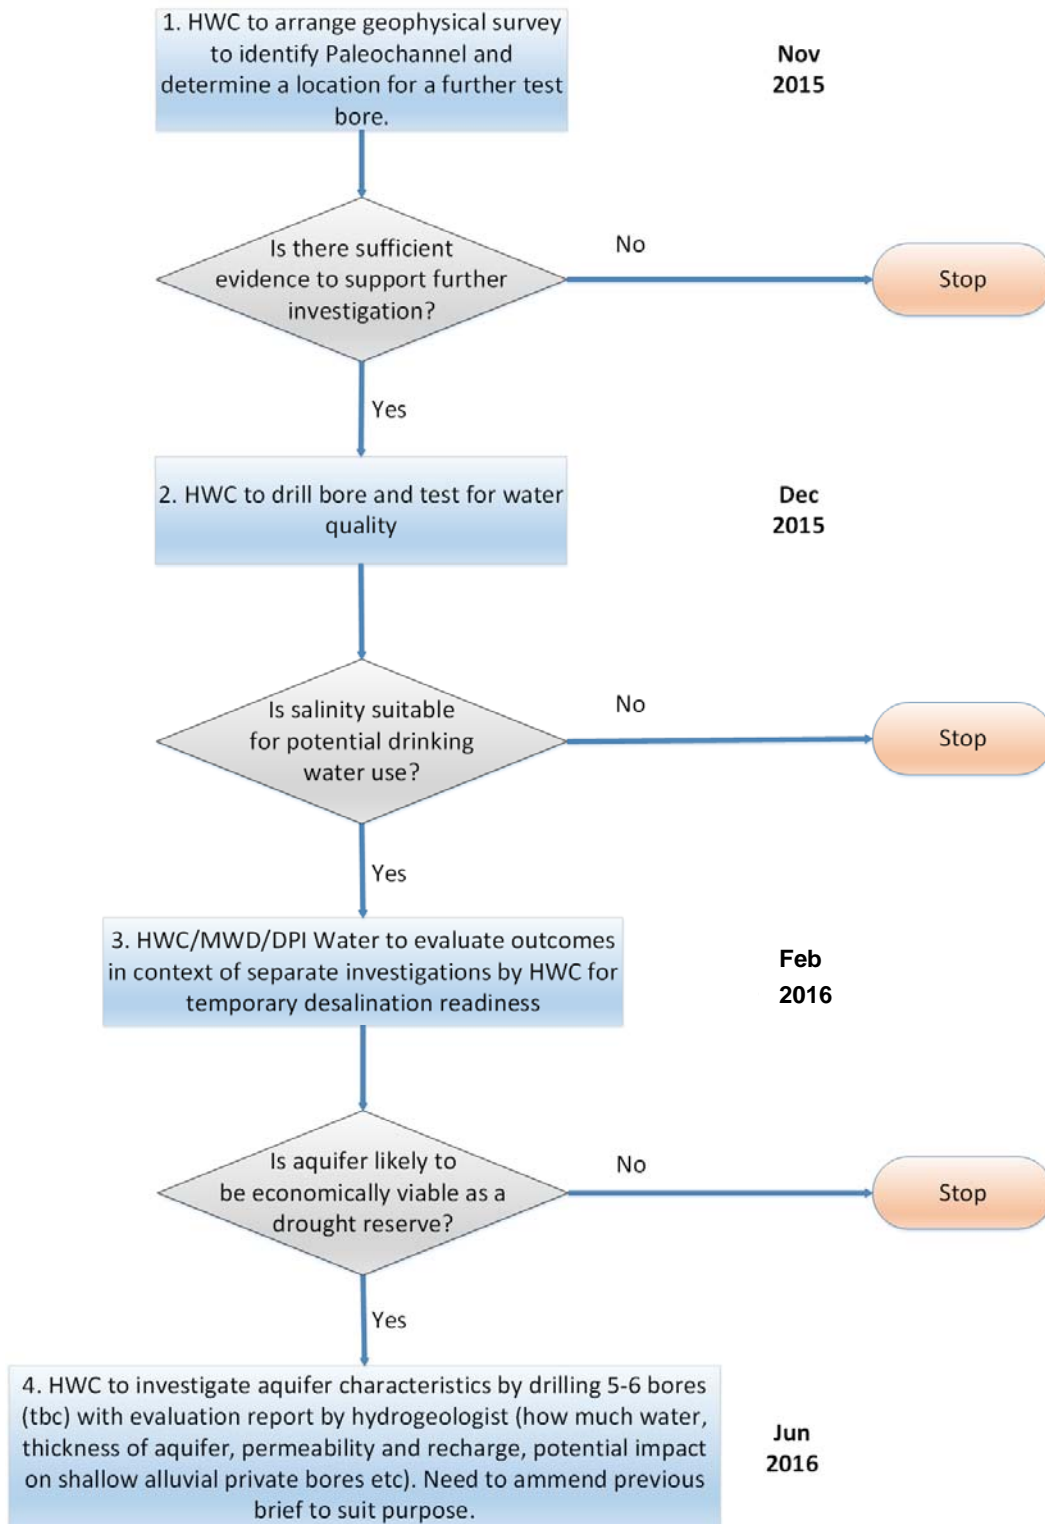 1. HWC to arrange geophysical survey
to identify Paleochannel and
determine a location for a further test
bore.
Nov
2015
Is there sufficient
evidence to support further
investigation?
No
Stop
Yes
2. HWC to drill bore and test for water
quality
Dec
2015
Is salinity suitable
for potential drinking
water use?
No
Stop
Yes
3. HWC/MWD/DPI Water to evaluate outcomes
in context of separate investigations by HWC for
temporary desalination readiness
Feb
2016
Is aquifer likely to
be economically viable as a
drought reserve?
No
Stop
Yes
4. HWC to investigate aquifer characteristics by drilling 5-6 bores
(tbc) with evaluation report by hydrogeologist (how much water,
thickness of aquifer, permeability and recharge, potential impact
on shallow alluvial private bores etc). Need to ammend previous
brief to suit purpose.
Jun
2016